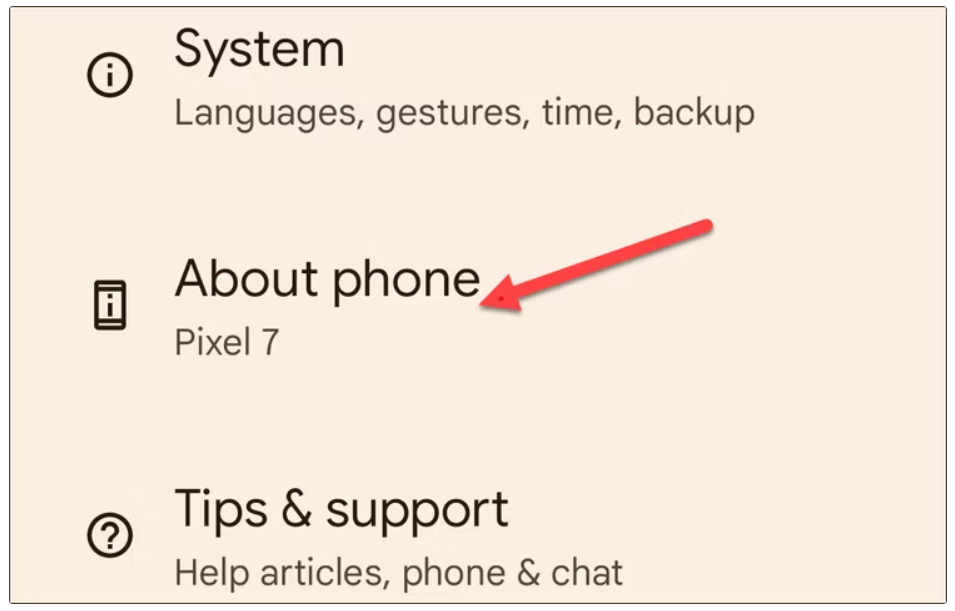 System
Languages, gestures, time, backup
About phone
Pixel 7
Tips & support
Help articles, phone & chat